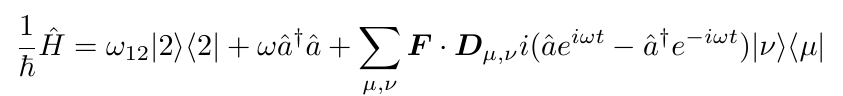 \frac{1}{\hbar}\hat{H} = \omega_{12}|2\rangle\langle 2| + \omega\hat{a}^{\dagger}\hat{a} + \sum_{\mu,\nu} \boldsymbol{F} \cdot \boldsymbol{D}_{\mu,\nu} i(\hat{a}e^{i\omega t} - \hat{a}^{\dagger}e^{-i\omega t})|\nu\rangle\langle\mu|